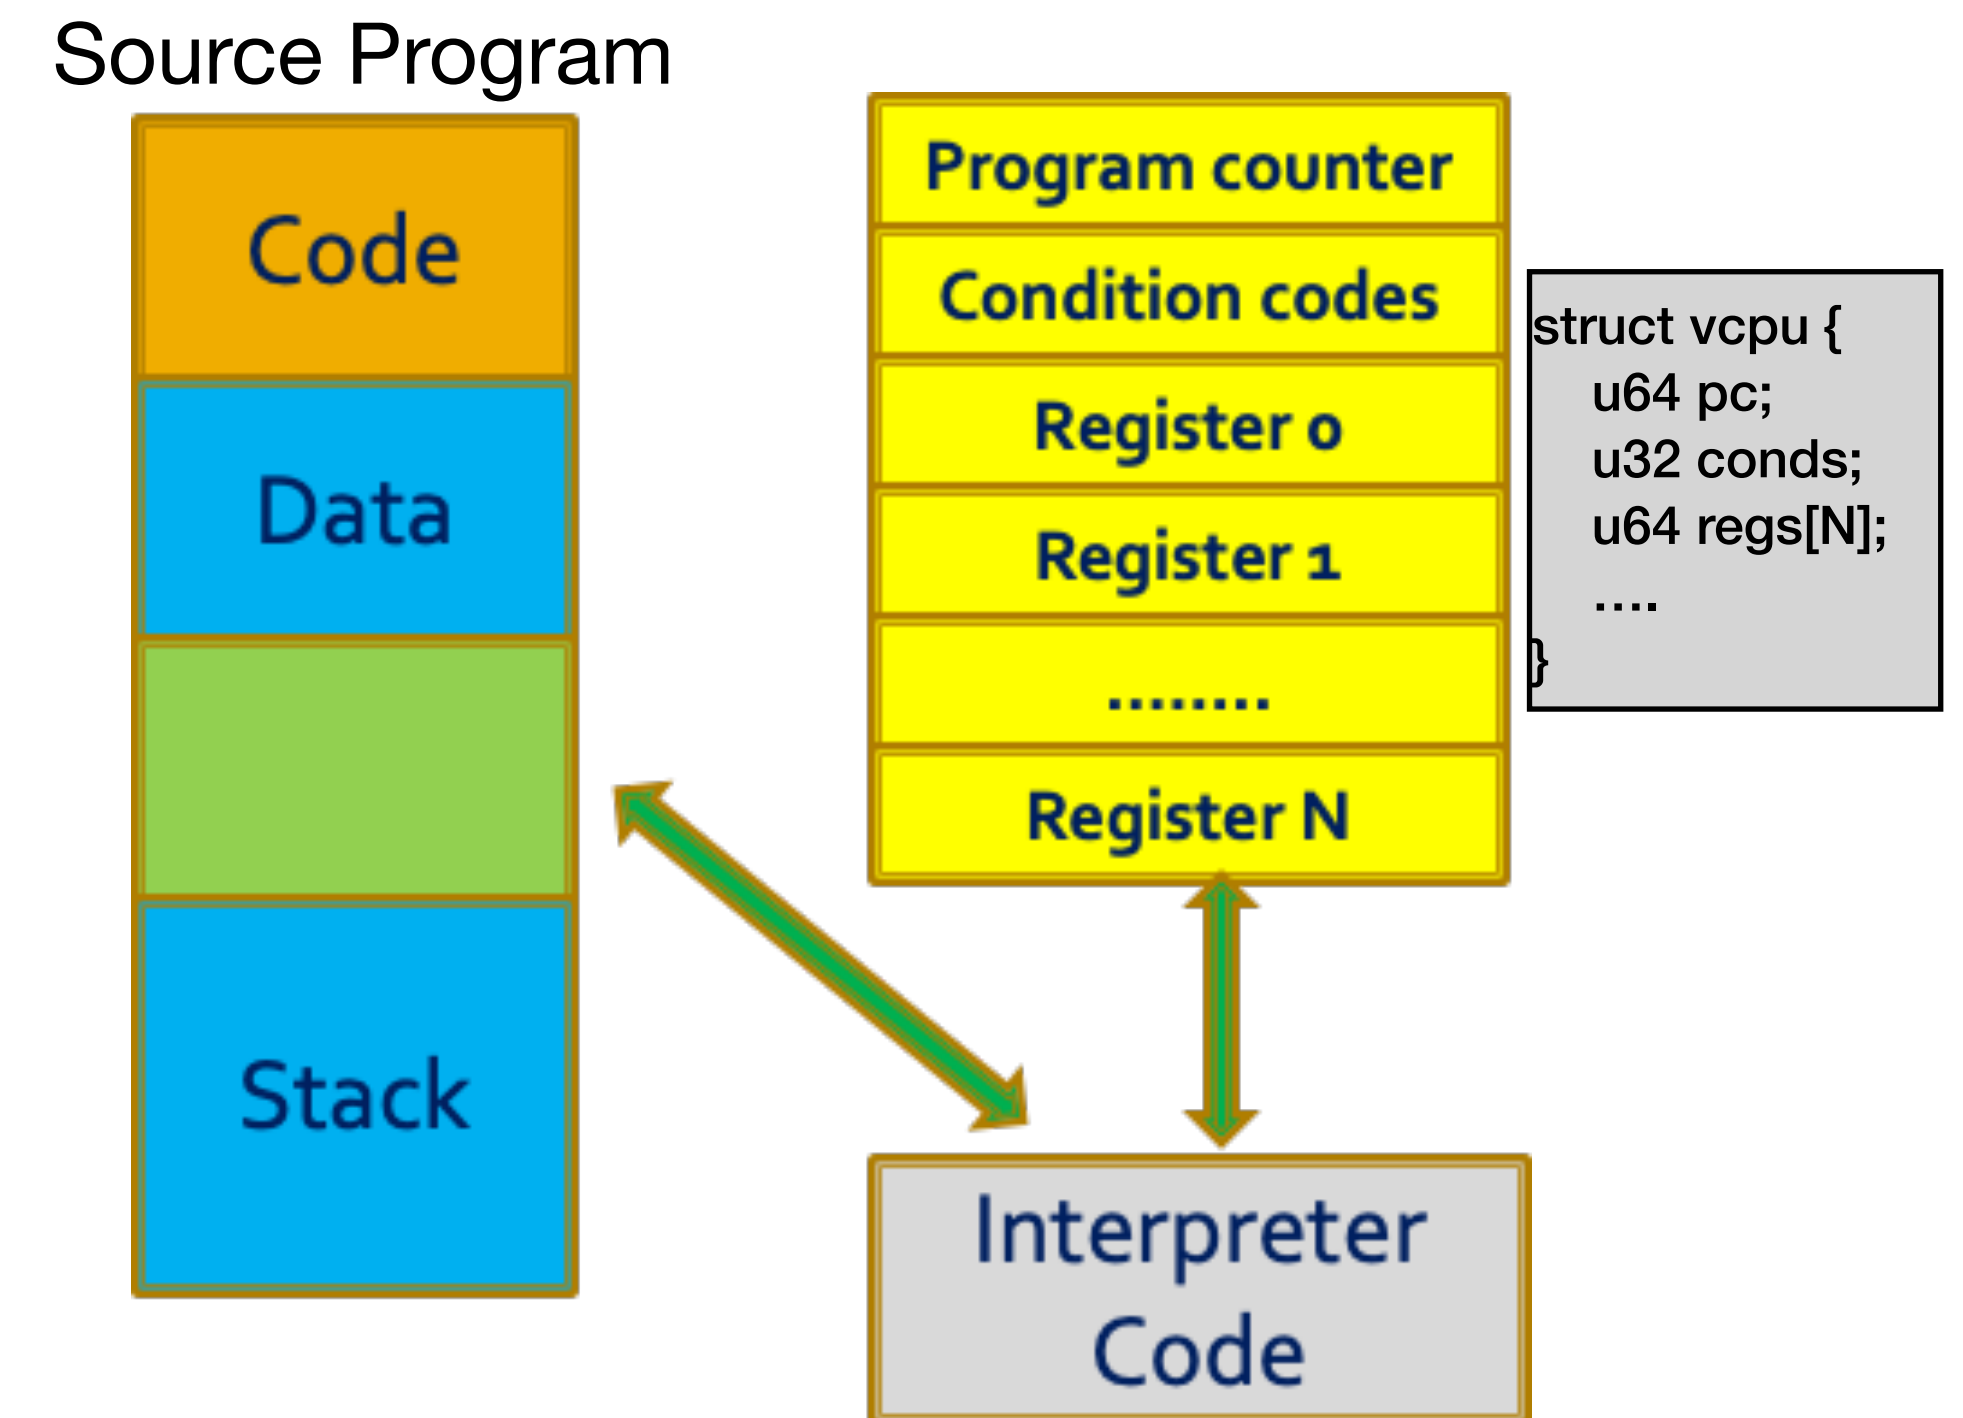 Source Program
Code
Data
Stack
Program counter
Condition codes
Register 0
Register 1
........
Register N
struct vcpu {
u64 pc;
u32 conds;
u64 regs[N];
....
}
Interpreter
Code